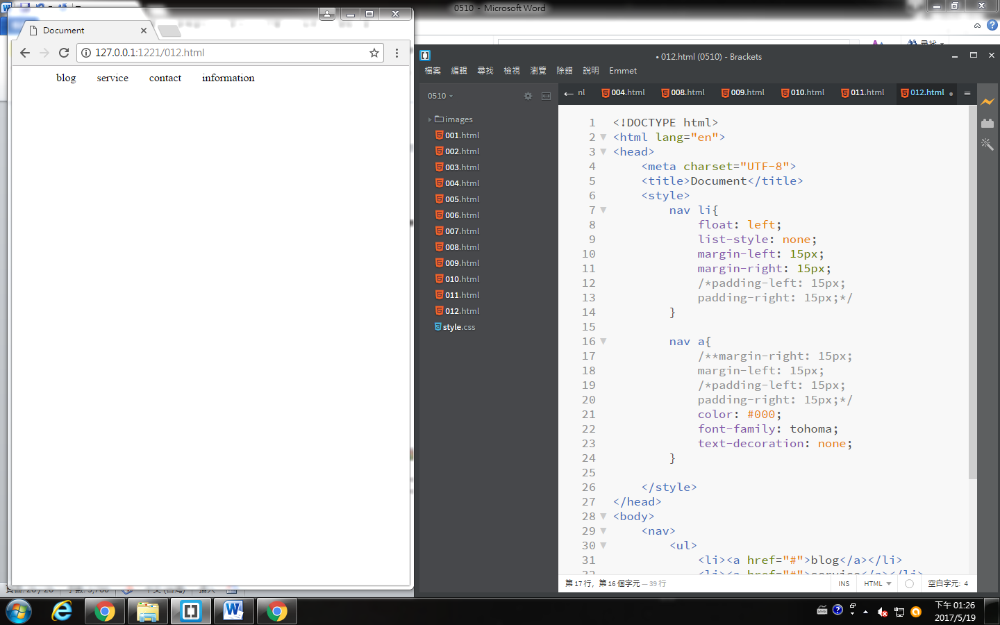 0510 - Microsoft Word
Document
127.0.0.1:1221/012.html
blog service contact information
• 012.html (0510) - Brackets
檔案 編輯 尋找 檢視 瀏覽 除錯 說明 Emmet
0510
images
001.html
002.html
003.html
004.html
005.html
006.html
007.html
008.html
009.html
010.html
011.html
012.html
style.css
nl 004.html 008.html 009.html 010.html 011.html 012.html
1 <!DOCTYPE html>
2 <html lang="en">
3 <head>
4 <meta charset="UTF-8">
5 <title>Document</title>
6 <style>
7 nav li{
8 float: left;
9 list-style: none;
10 margin-left: 15px;
11 margin-right: 15px;
12 /*padding-left: 15px;
13 padding-right: 15px;*/
14 }
15
16 nav a{
17 /**margin-right: 15px;
18 margin-left: 15px;
19 /*padding-left: 15px;
20 padding-right: 15px;*/
21 color: #000;
22 font-family: tohoma;
23 text-decoration: none;
24 }
25
26 </style>
27 </head>
28 <body>
29 <nav>
30 <ul>
31 <li><a href="#">blog</a></li>
32 <li><a href="#">service</a></li>
第 17 行, 第 16 個字元 — 39 行
INS HTML 空白字元: 4
下午 01:26
2017/5/19